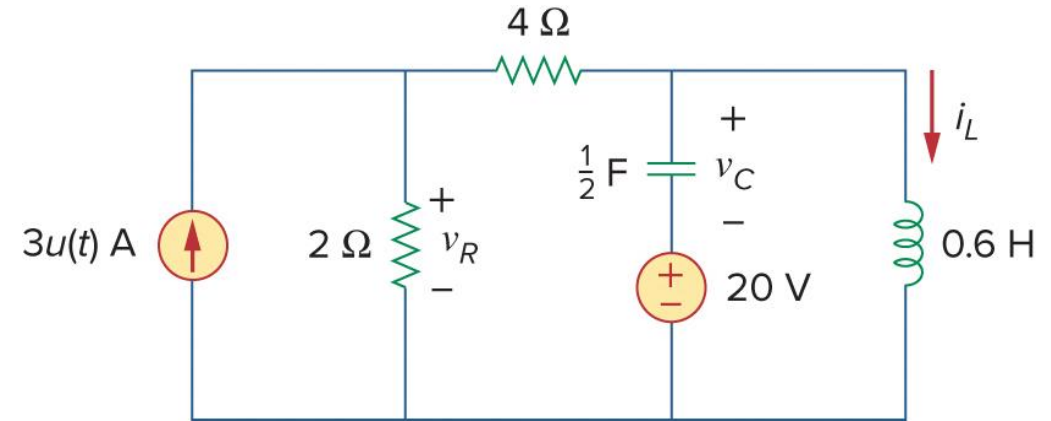 4 Ω
+
i_L
½ F
v_C
+
−
3u(t) A
2 Ω
v_R
−
+
−
20 V
0.6 H